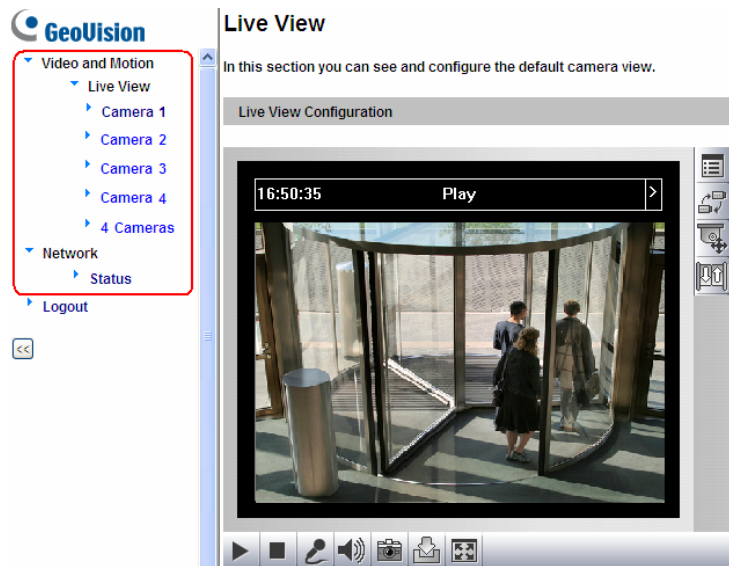 GeoVision
Video and Motion
Live View
Camera 1
Camera 2
Camera 3
Camera 4
4 Cameras
Network
Status
Logout
<<
Live View
In this section you can see and configure the default camera view.
Live View Configuration
16:50:35 Play >